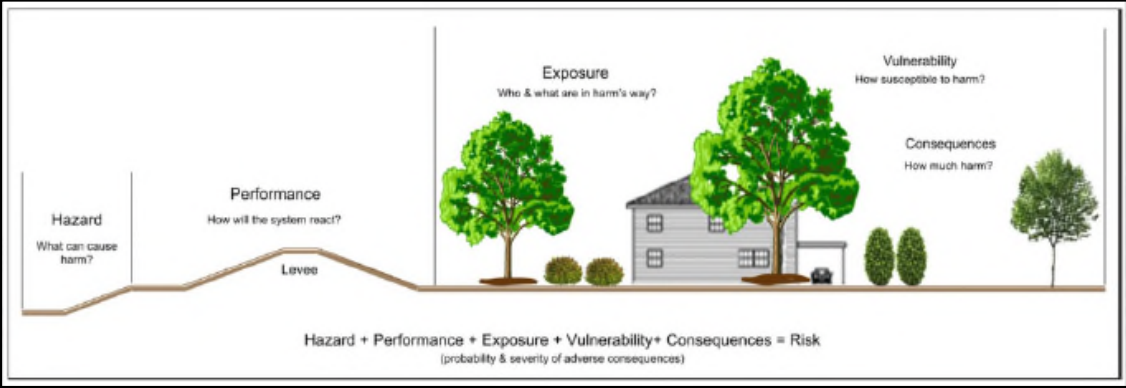 Hazard
What can cause
harm?
Performance
How will the system react?
Levee
Exposure
Who & what are in harm's way?
Vulnerability
How susceptible to harm?
Consequences
How much harm?
Hazard + Performance + Exposure + Vulnerability+ Consequences = Risk
(probability & severity of adverse consequences)